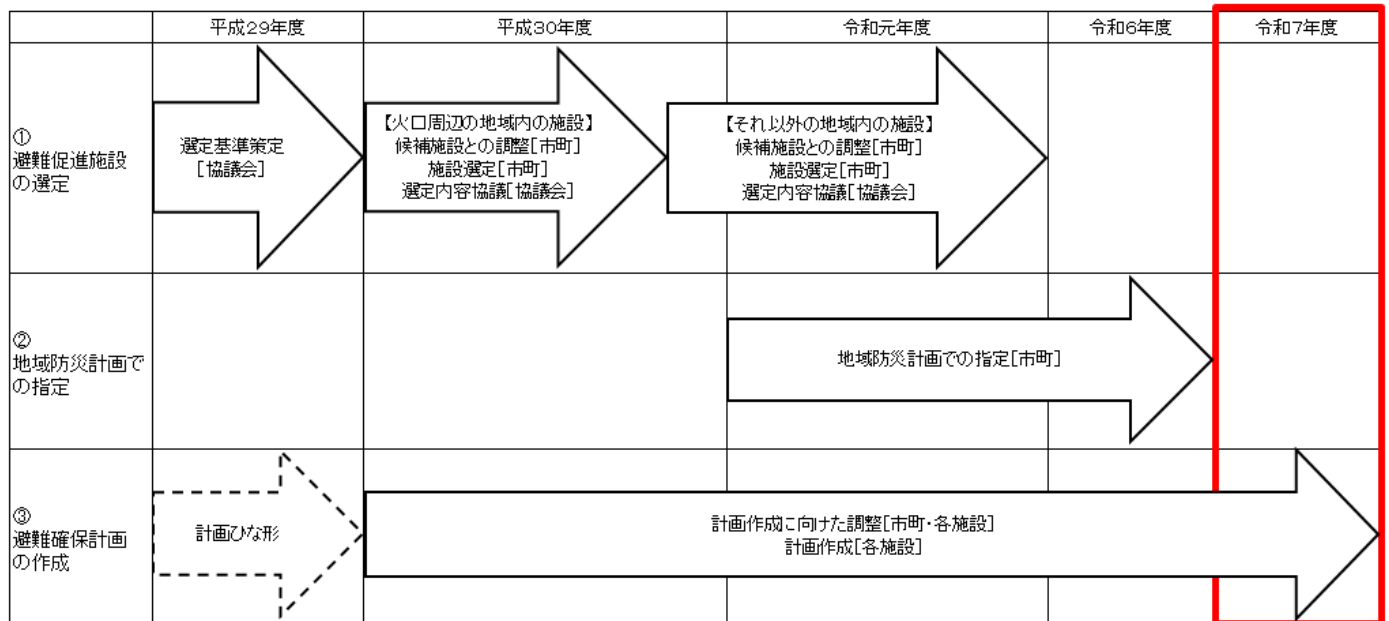 平成29年度
平成30年度
令和元年度
令和6年度
令和7年度
①
避難促進施設
の選定
選定基準策定
[協議会]
【火口周辺の地域内の施設】
候補施設との調整[市町]
施設選定[市町]
選定内容協議[協議会]
【それ以外の地域内の施設】
候補施設との調整[市町]
施設選定[市町]
選定内容協議[協議会]
②
地域防災計画で
の指定
地域防災計画での指定[市町]
③
避難確保計画
の作成
計画ひな形
計画作成に向けた調整[市町・各施設]
計画作成[各施設]